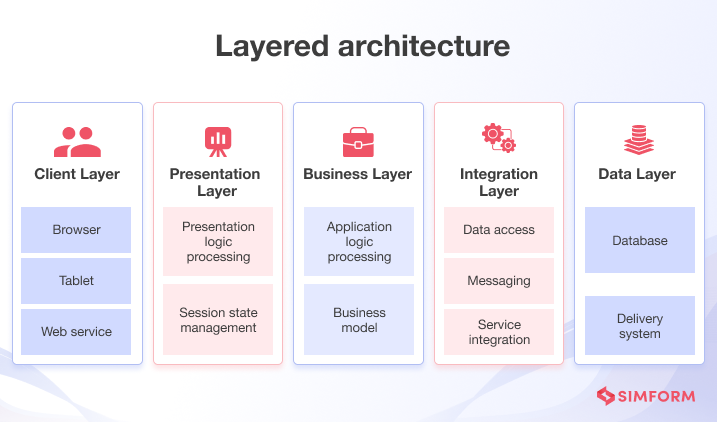 Layered architecture
Client Layer
Browser
Tablet
Web service
Presentation
Layer
Presentation
logic
processing
Session state
management
Business Layer
Application
logic
processing
Business
model
Integration
Layer
Data access
Messaging
Service
integration
Data Layer
Database
Delivery
system
SIMFORM